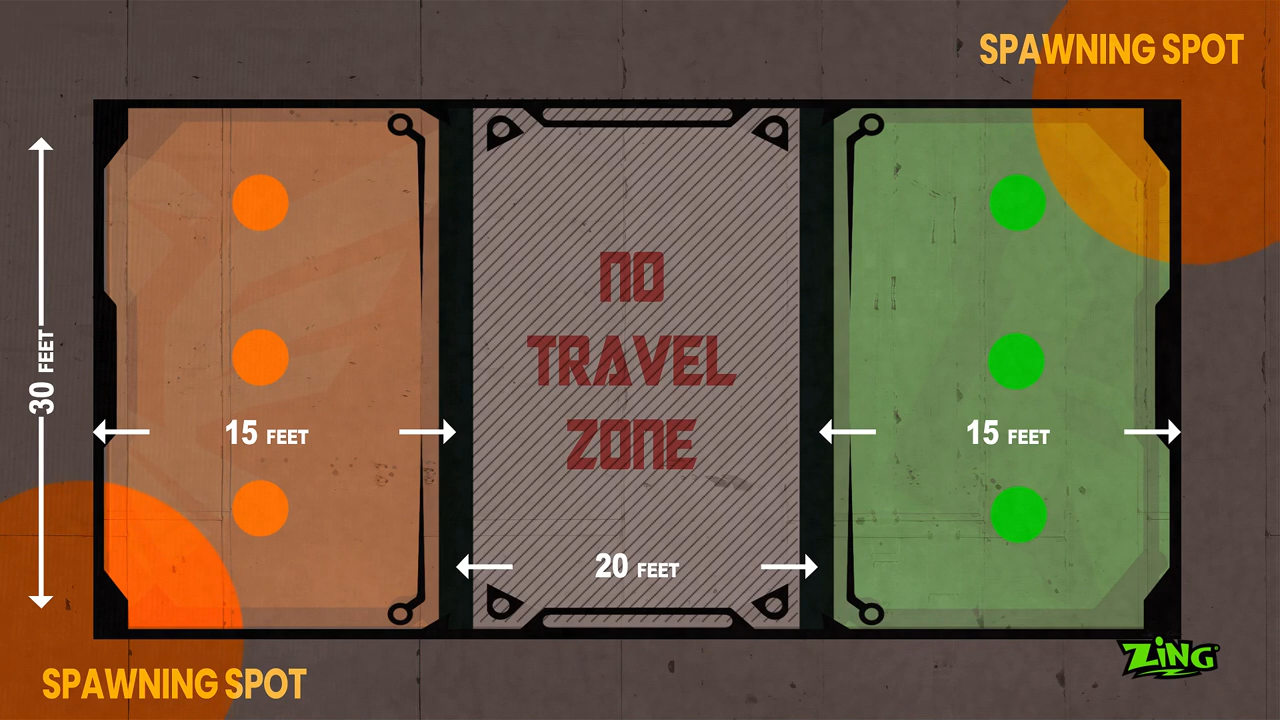 SPAWNING SPOT
NO
TRAVEL
ZONE
30 FEET
15 FEET
15 FEET
20 FEET
ZiNG
SPAWNING SPOT